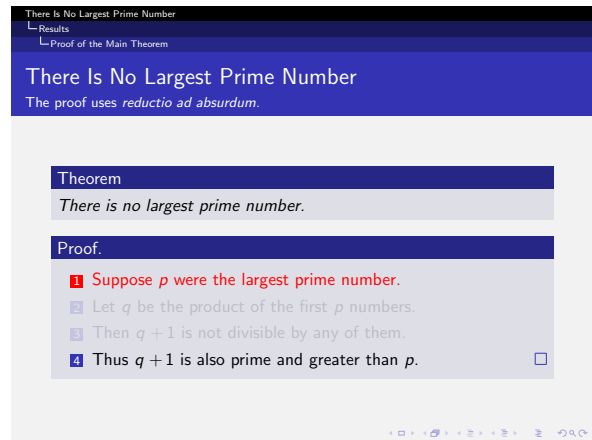 There Is No Largest Prime Number
Results
Proof of the Main Theorem
There Is No Largest Prime Number
The proof uses reductio ad absurdum.
Theorem
There is no largest prime number.
Proof.
1 Suppose p were the largest prime number.
2 Let q be the product of the first p numbers.
3 Then q + 1 is not divisible by any of them.
4 Thus q + 1 is also prime and greater than p.